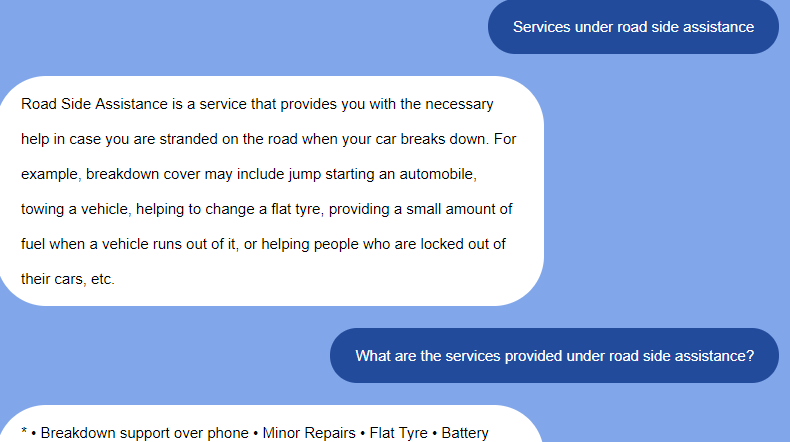 Services under road side assistance
Road Side Assistance is a service that provides you with the necessary
help in case you are stranded on the road when your car breaks down. For
example, breakdown cover may include jump starting an automobile,
towing a vehicle, helping to change a flat tyre, providing a small amount of
fuel when a vehicle runs out of it, or helping people who are locked out of
their cars, etc.
What are the services provided under road side assistance?
* • Breakdown support over phone • Minor Repairs • Flat Tyre • Battery